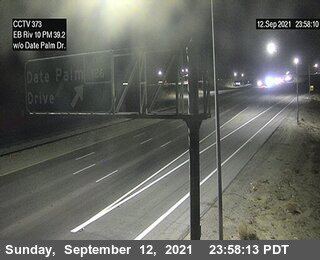 CCTV 373
EB Riv 10 PM 39.2
w/o Date Palm Dr.
12.Sep 2021 23:58:10
Date Palm
Drive
Sunday, September 12, 2021 23:58:13 PDT